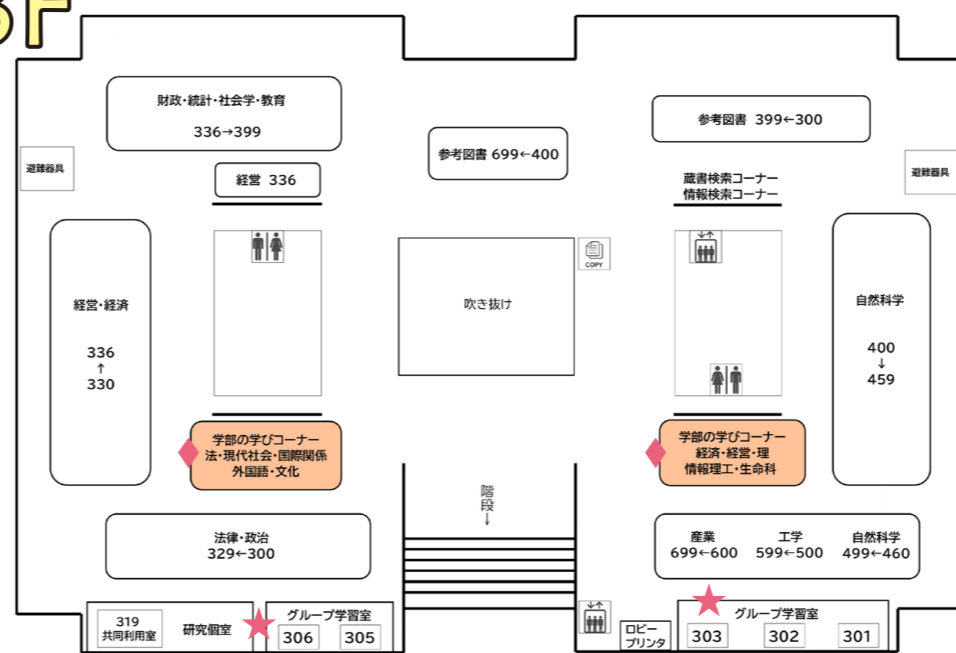 3F
財政・統計・社会学・教育
336→399
参考図書 399←300
参考図書 699←400
避難器具
避難器具
経営 336
蔵書検索コーナー
情報検索コーナー
COPY
経営・経済
336
↑
330
吹き抜け
自然科学
400
↓
459
学部の学びコーナー
法・現代社会・国際関係
外国語・文化
学部の学びコーナー
経済・経営・理
情報理工・生命科
階段↓
法律・政治
329←300
産業 工学 自然科学
699←600 599←500 499←460
319
共同利用室
研究個室
グループ学習室
306 305
ロビー
プリンタ
グループ学習室
303 302 301